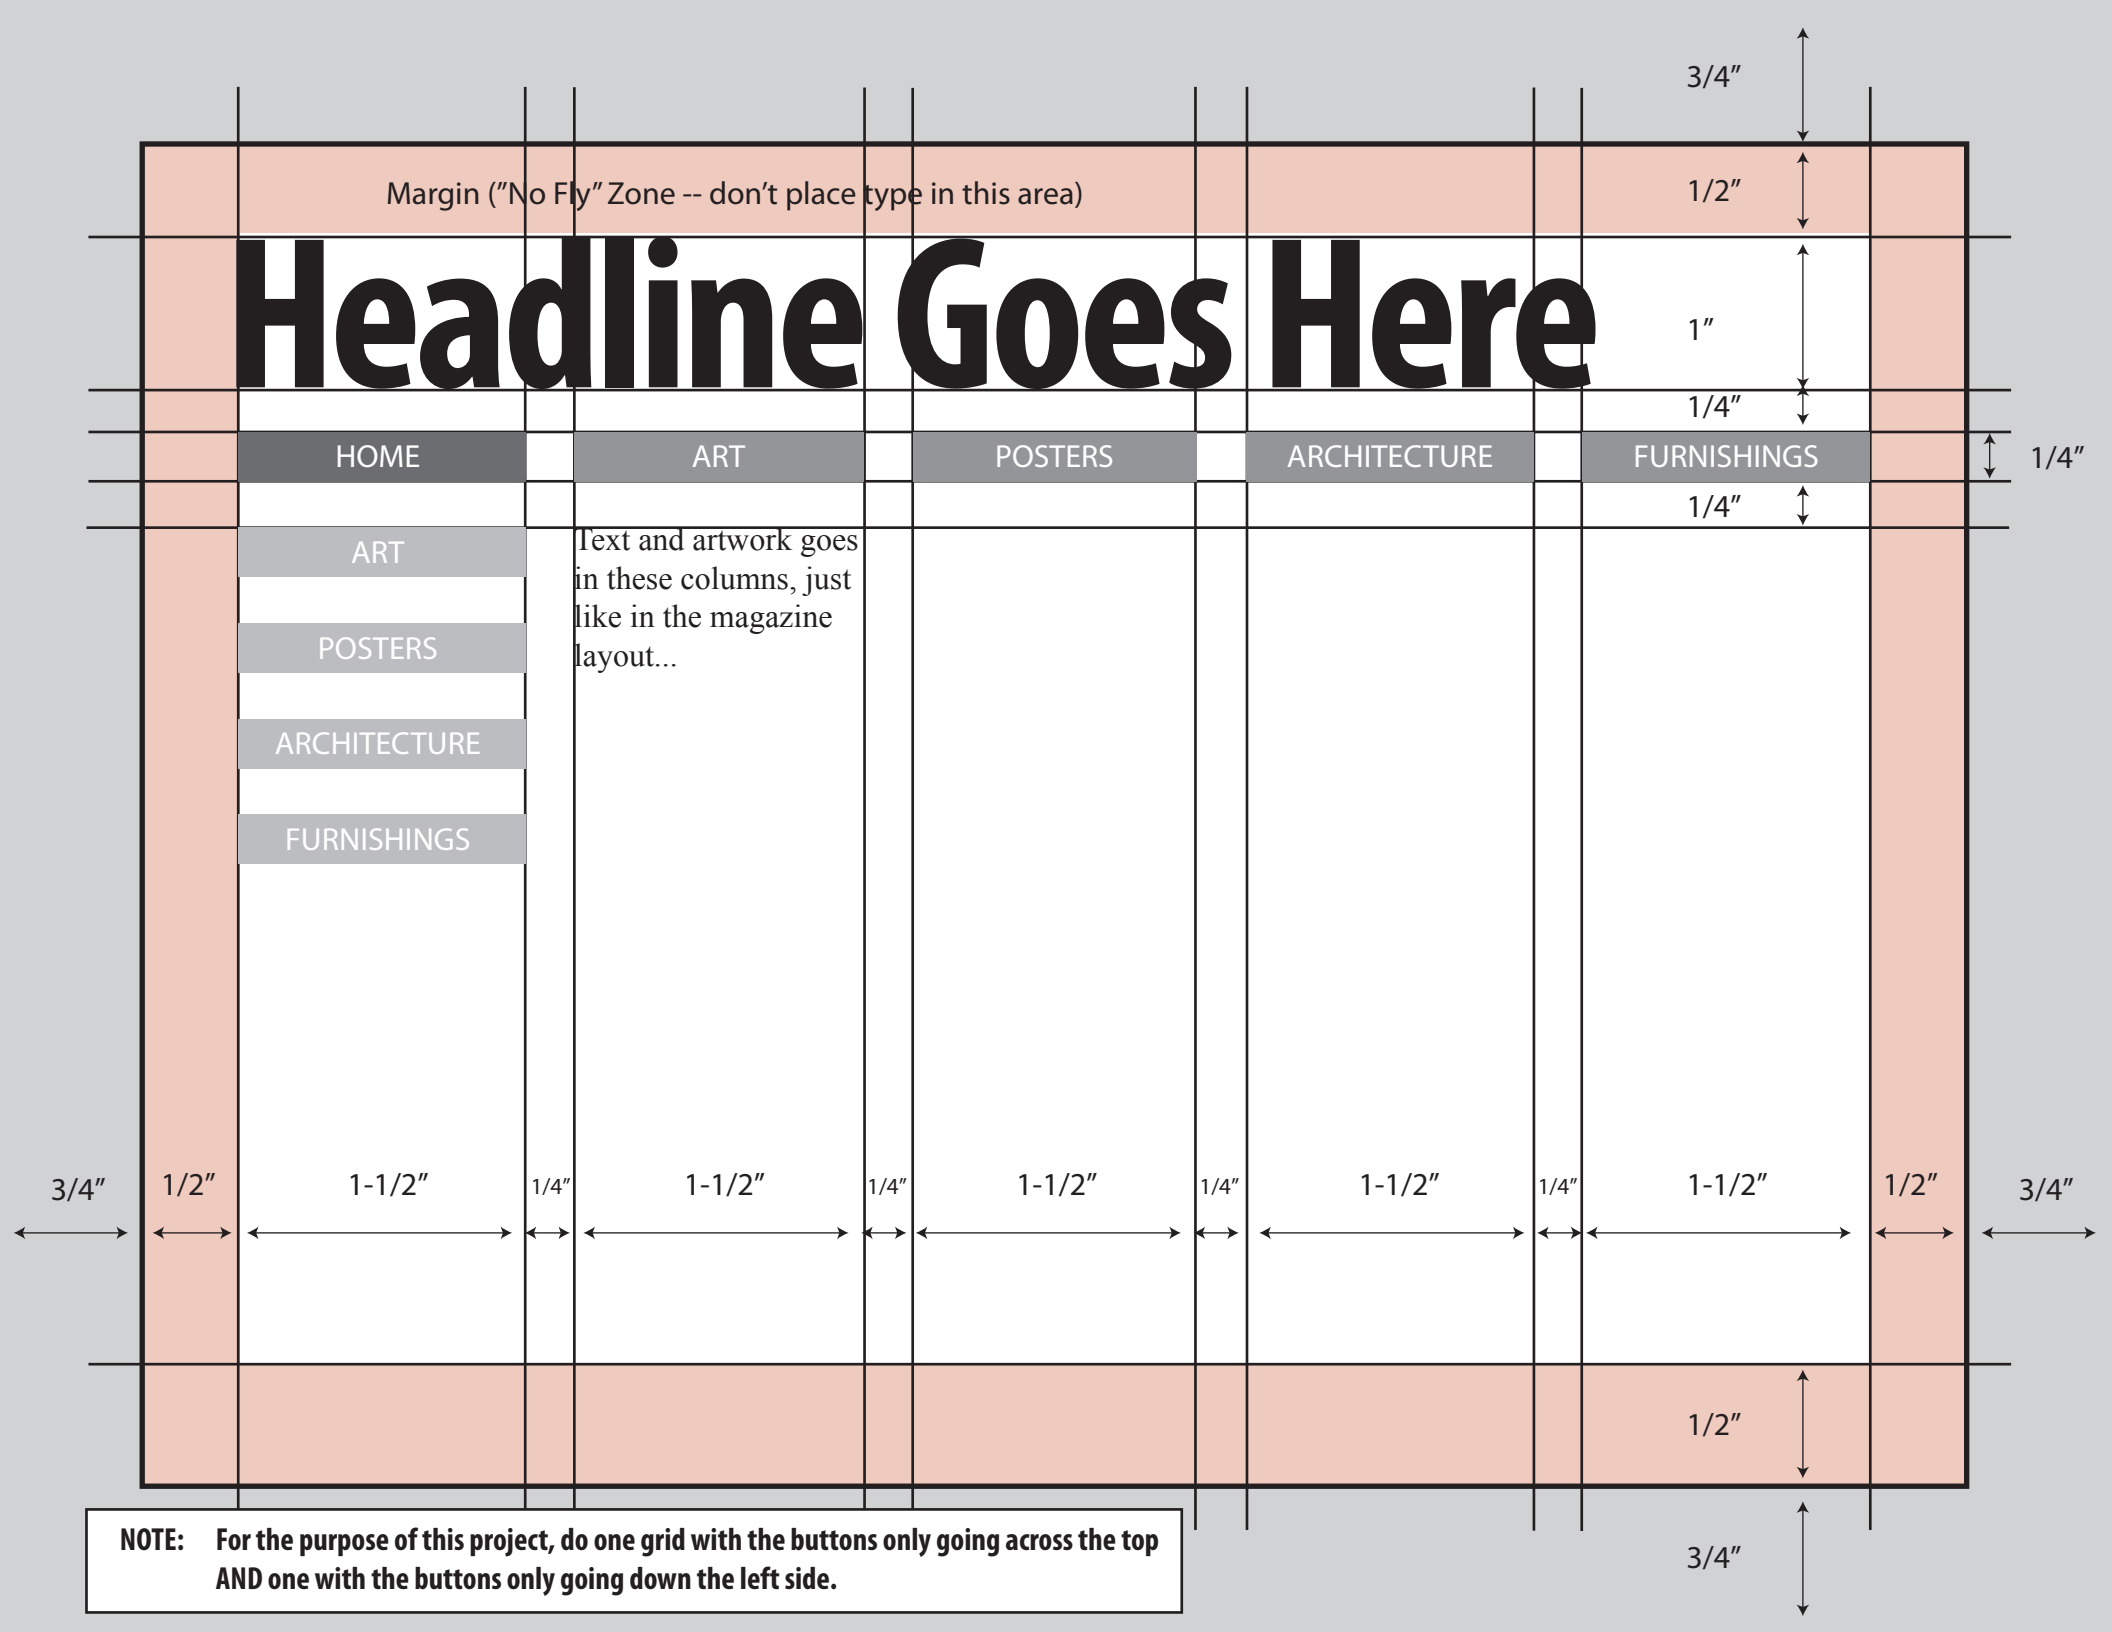 3/4”
Margin (”No Fly” Zone -- don’t place type in this area)
1/2”
Headline Goes Here
1”
1/4”
HOME
ART
POSTERS
ARCHITECTURE
FURNISHINGS
1/4”
1/4”
ART
POSTERS
ARCHITECTURE
FURNISHINGS
Text and artwork goes
in these columns, just
like in the magazine
layout...
3/4”
1/2”
1-1/2”
1/4”
1-1/2”
1/4”
1-1/2”
1/4”
1-1/2”
1/4”
1-1/2”
1/2”
3/4”
1/2”
NOTE: For the purpose of this project, do one grid with the buttons only going across the top
AND one with the buttons only going down the left side.
3/4”